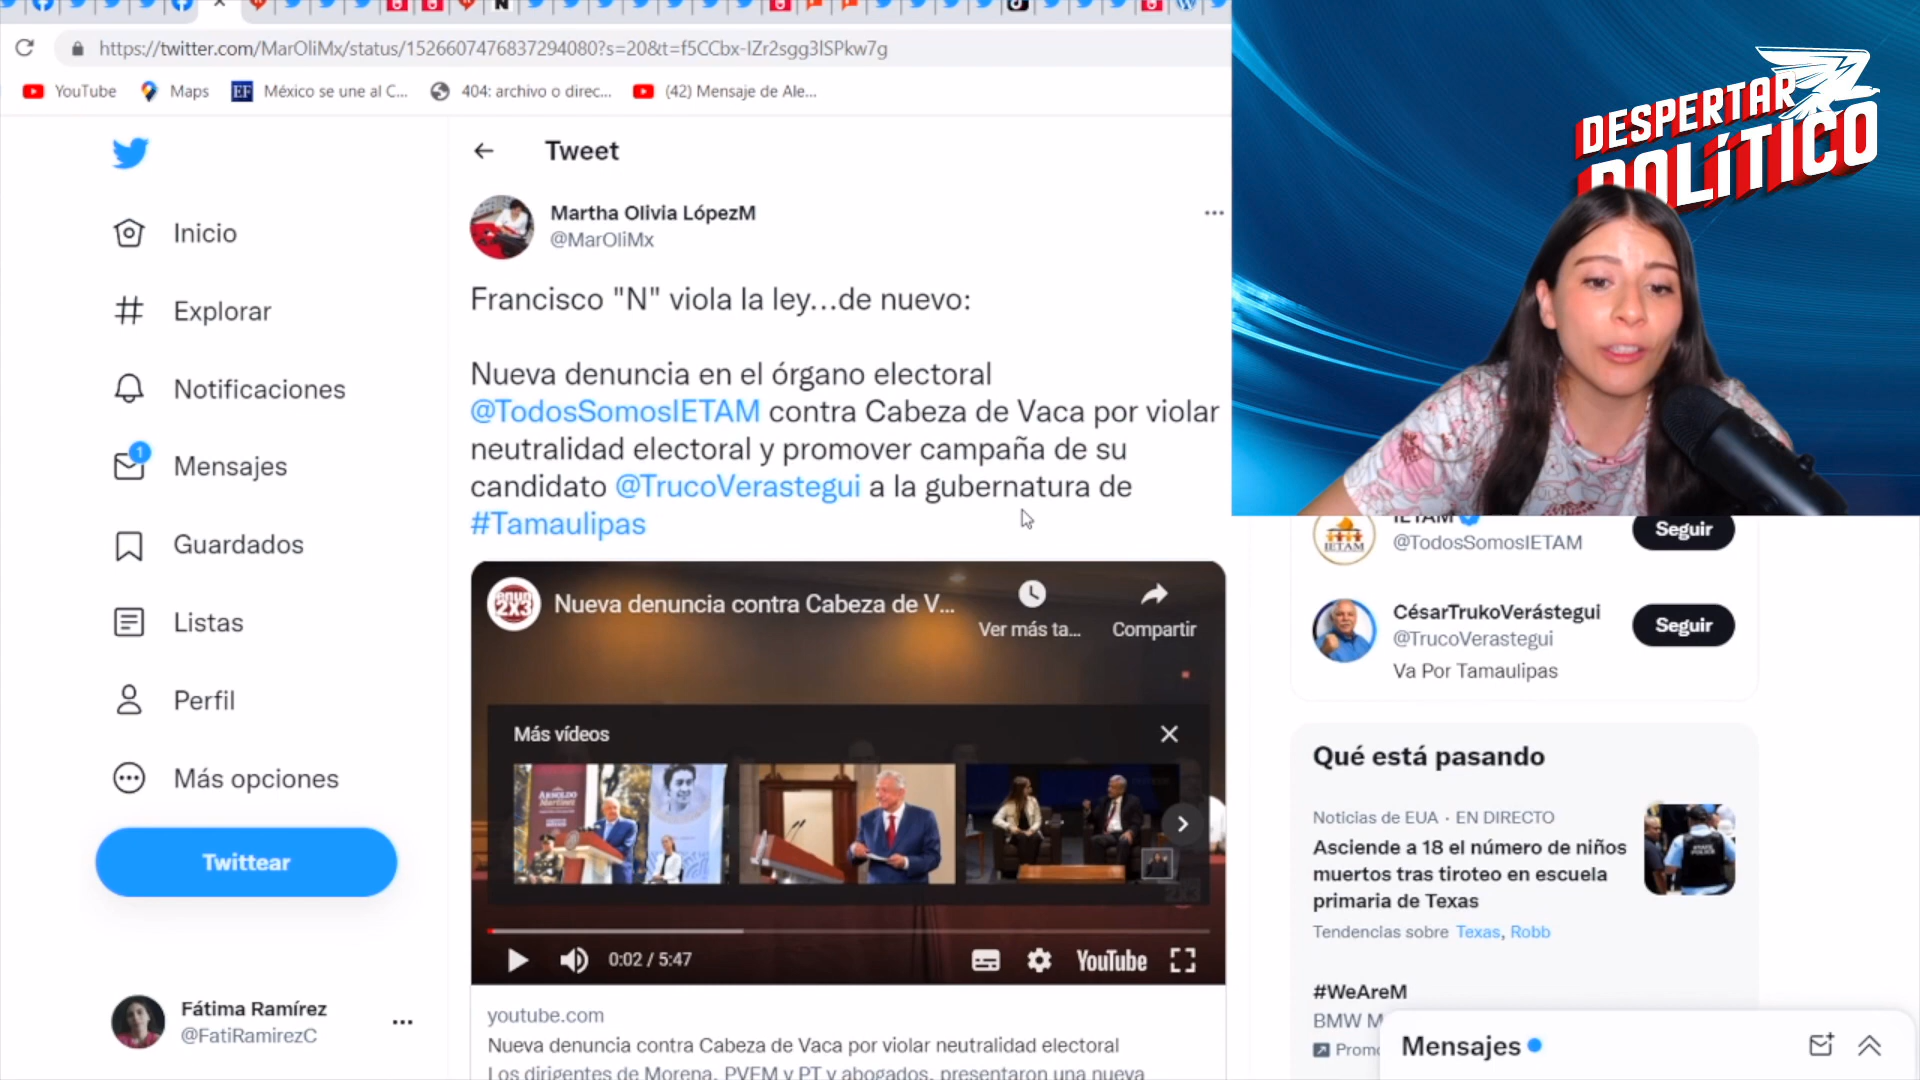 https://twitter.com/MarOliMx/status/1526607476837294080?s=20&t=f5CCbx-IZr2sgg3lSPkw7g
YouTube
Maps
EF
México se une al C...
404: archivo o direc...
(42) Mensaje de Ale...
DESPERTAR
POLÍTICO
Tweet
Martha Olivia LópezM
@MarOliMx
Inicio
Explorar
Notificaciones
1
Mensajes
Guardados
Listas
Perfil
Más opciones
Twittear
Fátima Ramírez
@FatiRamirezC
Francisco "N" viola la ley...de nuevo:
Nueva denuncia en el órgano electoral
@TodosSomosIETAM contra Cabeza de Vaca por violar
neutralidad electoral y promover campaña de su
candidato @TrucoVerastegui a la gubernatura de
#Tamaulipas
2X3
Nueva denuncia contra Cabeza de V...
Ver más ta...
Compartir
Más vídeos
ARNOLDO
Martínez
0:02 / 5:47
YouTube
youtube.com
Nueva denuncia contra Cabeza de Vaca por violar neutralidad electoral
Los dirigentes de Morena, PVEM y PT y abogados, presentaron una nueva
IETAM
IETAM
@TodosSomosIETAM
Seguir
CésarTrukoVerástegui
@TrucoVerastegui
Va Por Tamaulipas
Seguir
Qué está pasando
Noticias de EUA · EN DIRECTO
Asciende a 18 el número de niños
muertos tras tiroteo en escuela
primaria de Texas
Tendencias sobre Texas, Robb
#WeAreM
BMW M
Promo
Mensajes